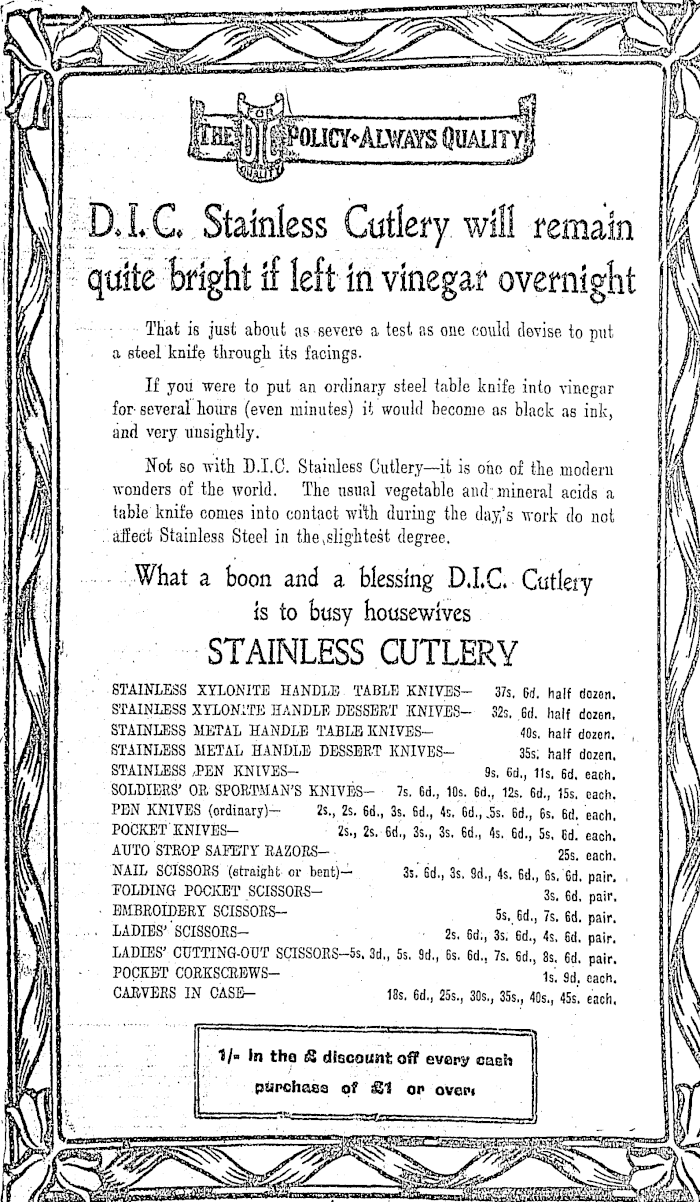 THE D.I.C. POLICY · ALWAYS QUALITY
FOR
QUALITY
D.I.C. Stainless Cutlery will remain
quite bright if left in vinegar overnight
That is just about as severe a test as one could devise to put
a steel knife through its facings.
If you were to put an ordinary steel table knife into vinegar
for several hours (even minutes) it would become as black as ink,
and very unsightly.
Not so with D.I.C. Stainless Cutlery—it is one of the modern
wonders of the world. The usual vegetable and mineral acids a
table knife comes into contact with during the day's work do not
affect Stainless Steel in the slightest degree.
What a boon and a blessing D.I.C. Cutlery
is to busy housewives
STAINLESS CUTLERY
STAINLESS XYLONITE HANDLE TABLE KNIVES— 37s. 6d. half dozen.
STAINLESS XYLONITE HANDLE DESSERT KNIVES— 32s. 6d. half dozen.
STAINLESS METAL HANDLE TABLE KNIVES— 40s. half dozen.
STAINLESS METAL HANDLE DESSERT KNIVES— 35s. half dozen.
STAINLESS PEN KNIVES— 9s. 6d., 11s. 6d. each.
SOLDIERS' OR SPORTMAN'S KNIVES— 7s. 6d., 10s. 6d., 12s. 6d., 15s. each.
PEN KNIVES (ordinary)— 2s., 2s. 6d., 3s. 6d., 4s. 6d., 5s. 6d., 6s. 6d. each.
POCKET KNIVES— 2s., 2s. 6d., 3s., 3s. 6d., 4s. 6d., 5s. 6d. each.
AUTO STROP SAFETY RAZORS— 25s. each.
NAIL SCISSORS (straight or bent)— 3s. 6d., 3s. 9d., 4s. 6d., 6s. 6d. pair.
FOLDING POCKET SCISSORS— 3s. 6d. pair.
EMBROIDERY SCISSORS— 5s. 6d., 7s. 6d. pair.
LADIES' SCISSORS— 2s. 6d., 3s. 6d., 4s. 6d. pair.
LADIES' CUTTING-OUT SCISSORS—5s. 3d., 5s. 9d., 6s. 6d., 7s. 6d., 8s. 6d. pair.
POCKET CORKSCREWS— 1s. 9d. each.
CARVERS IN CASE— 18s. 6d., 25s., 30s., 35s., 40s., 45s. each.
1/- in the £ discount off every cash
purchase of £1 or over.